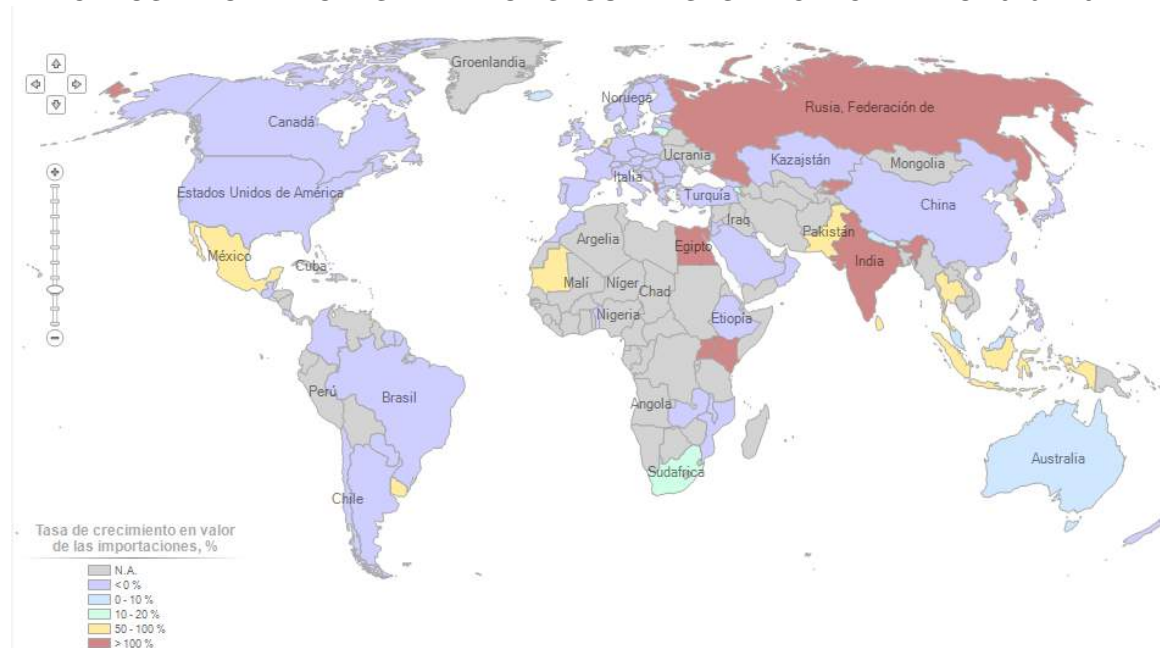 Groenlandia
Noruega
Rusia, Federación de
Canadá
Ucrania
Kazajstán
Mongolia
Italia
Estados Unidos de América
Turquía
China
Iraq
Pakistán
México
Argelia
Egipto
India
Cuba
Malí
Níger
Chad
Nigeria
Etiopía
Perú
Brasil
Angola
Australia
Sudafrica
Chile
Tasa de crecimiento en valor
de las importaciones, %
N.A.
< 0 %
0 - 10 %
10 - 20 %
50 - 100 %
> 100 %